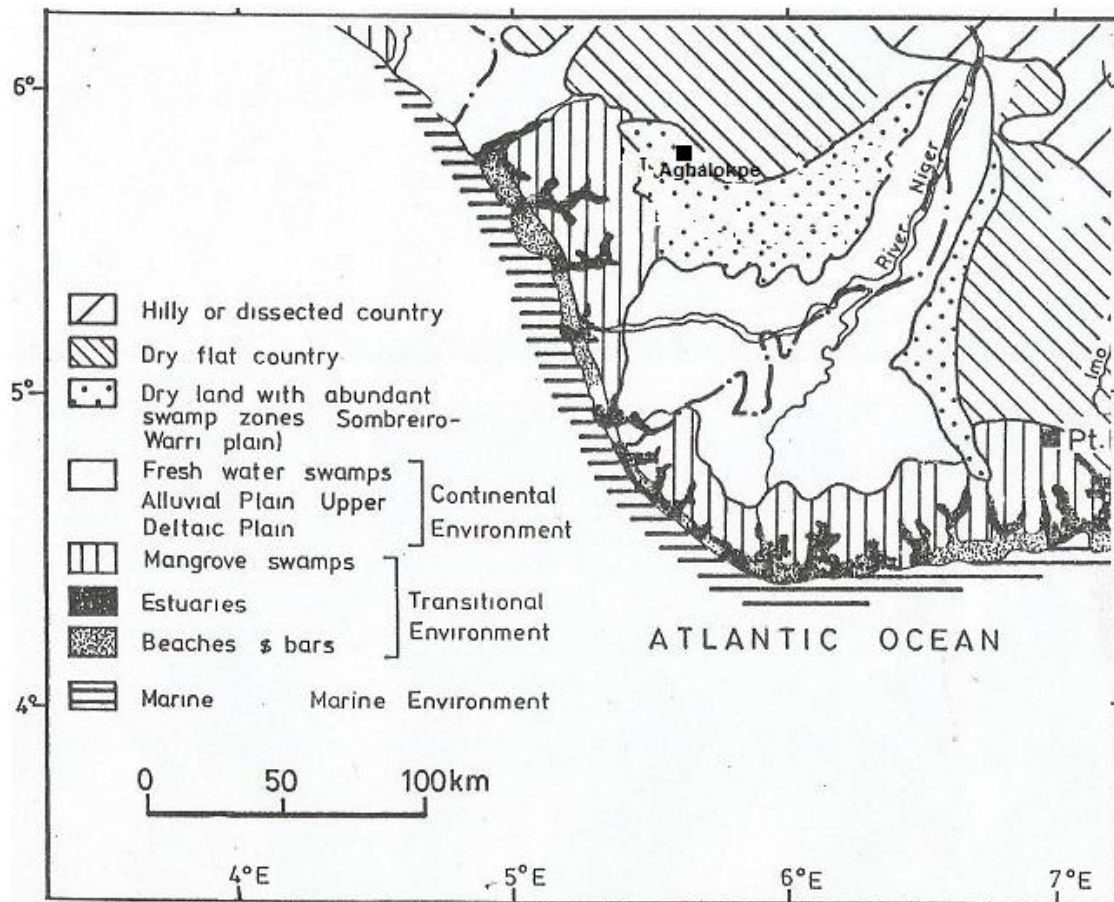 6°
5°
4°
Aghalokpe
River Niger
Imo
Pt.
Hilly or dissected country
Dry flat country
Dry land with abundant
swamp zones Sombreiro-
Warri plain)
Fresh water swamps
Alluvial Plain Upper
Deltaic Plain
Continental
Environment
Mangrove swamps
Estuaries
Beaches $ bars
Transitional
Environment
Marine Marine Environment
ATLANTIC OCEAN
0 50 100km
4°E 5°E 6°E 7°E